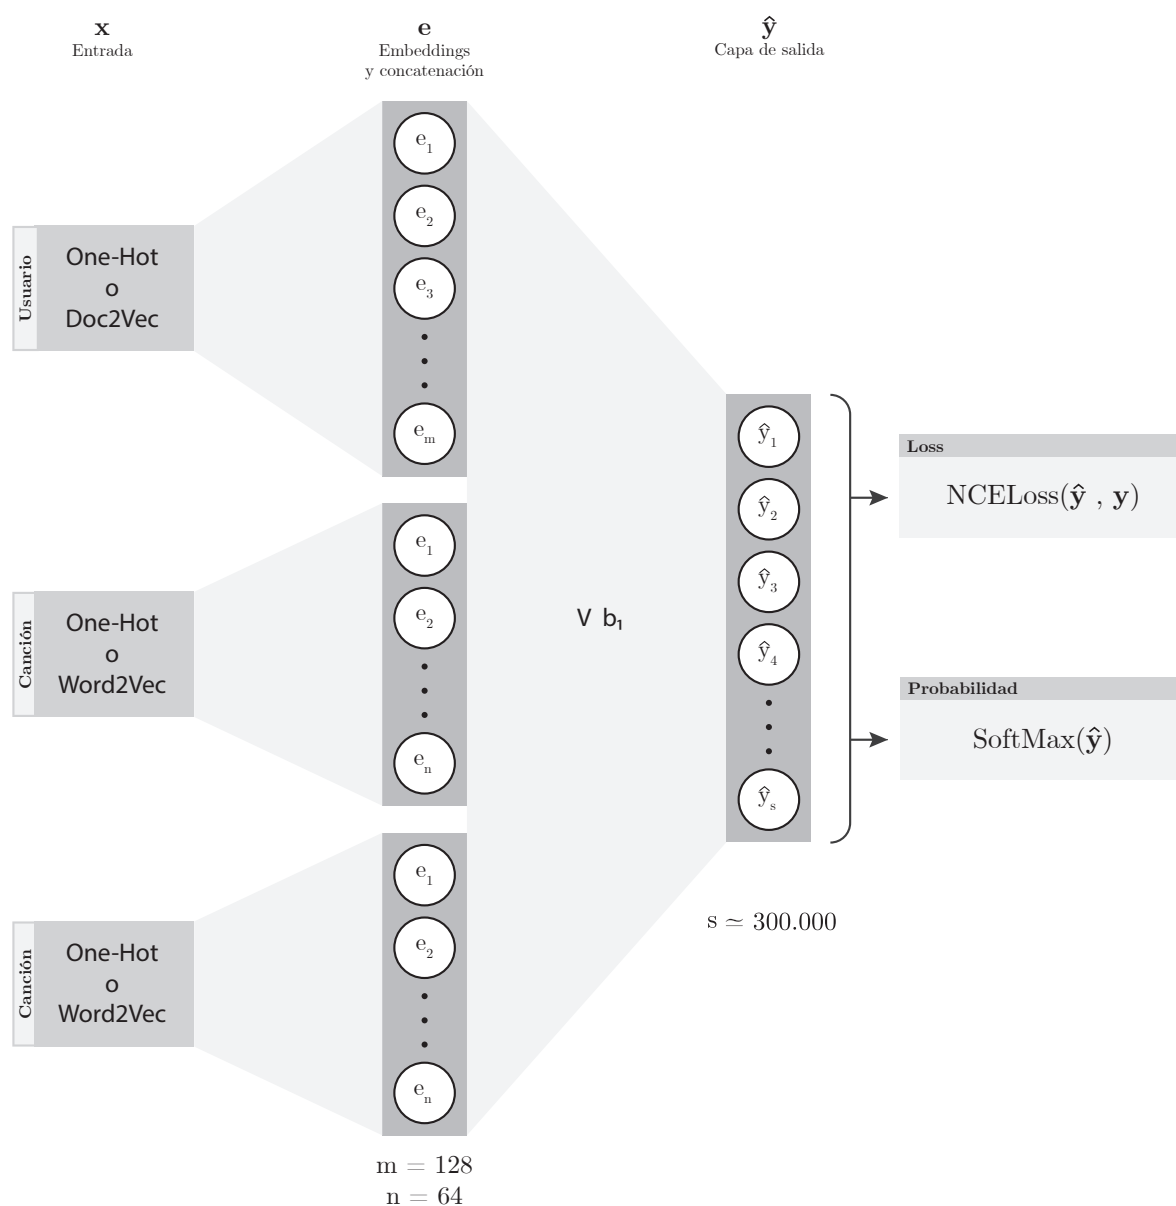 x
Entrada
e
Embeddings
y concatenación
ŷ
Capa de salida
Usuario
One-Hot
o
Doc2Vec
e1
e2
e3
em
Canción
One-Hot
o
Word2Vec
e1
e2
en
Canción
One-Hot
o
Word2Vec
e1
e2
en
m = 128
n = 64
V b1
ŷ1
ŷ2
ŷ3
ŷ4
ŷs
s ≃ 300.000
Loss
NCELoss(ŷ , y)
Probabilidad
SoftMax(ŷ)